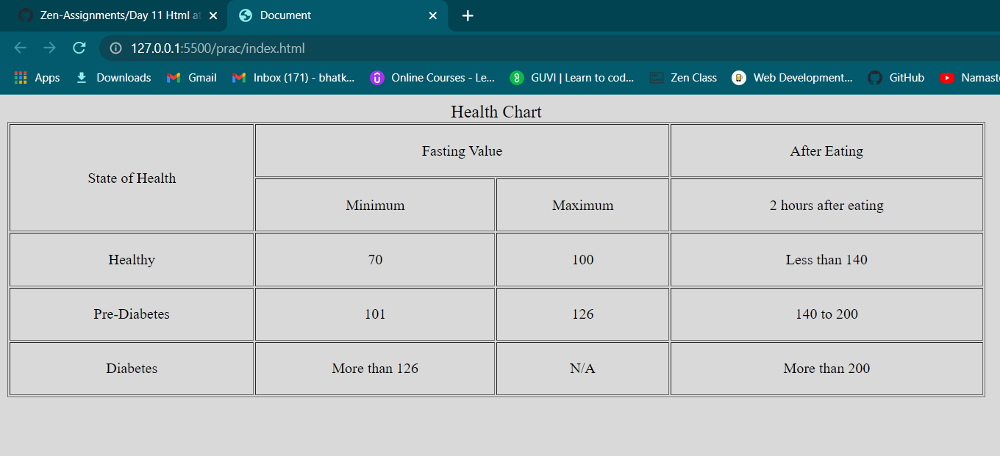 Zen-Assignments/Day 11 Html at
Document
127.0.0.1:5500/prac/index.html
Apps
Downloads
Gmail
Inbox (171) - bhatk...
Online Courses - Le...
GUVI | Learn to cod...
Zen Class
Web Development...
GitHub
Namaste
Health Chart
State of Health
Fasting Value
After Eating
Minimum
Maximum
2 hours after eating
Healthy
70
100
Less than 140
Pre-Diabetes
101
126
140 to 200
Diabetes
More than 126
N/A
More than 200